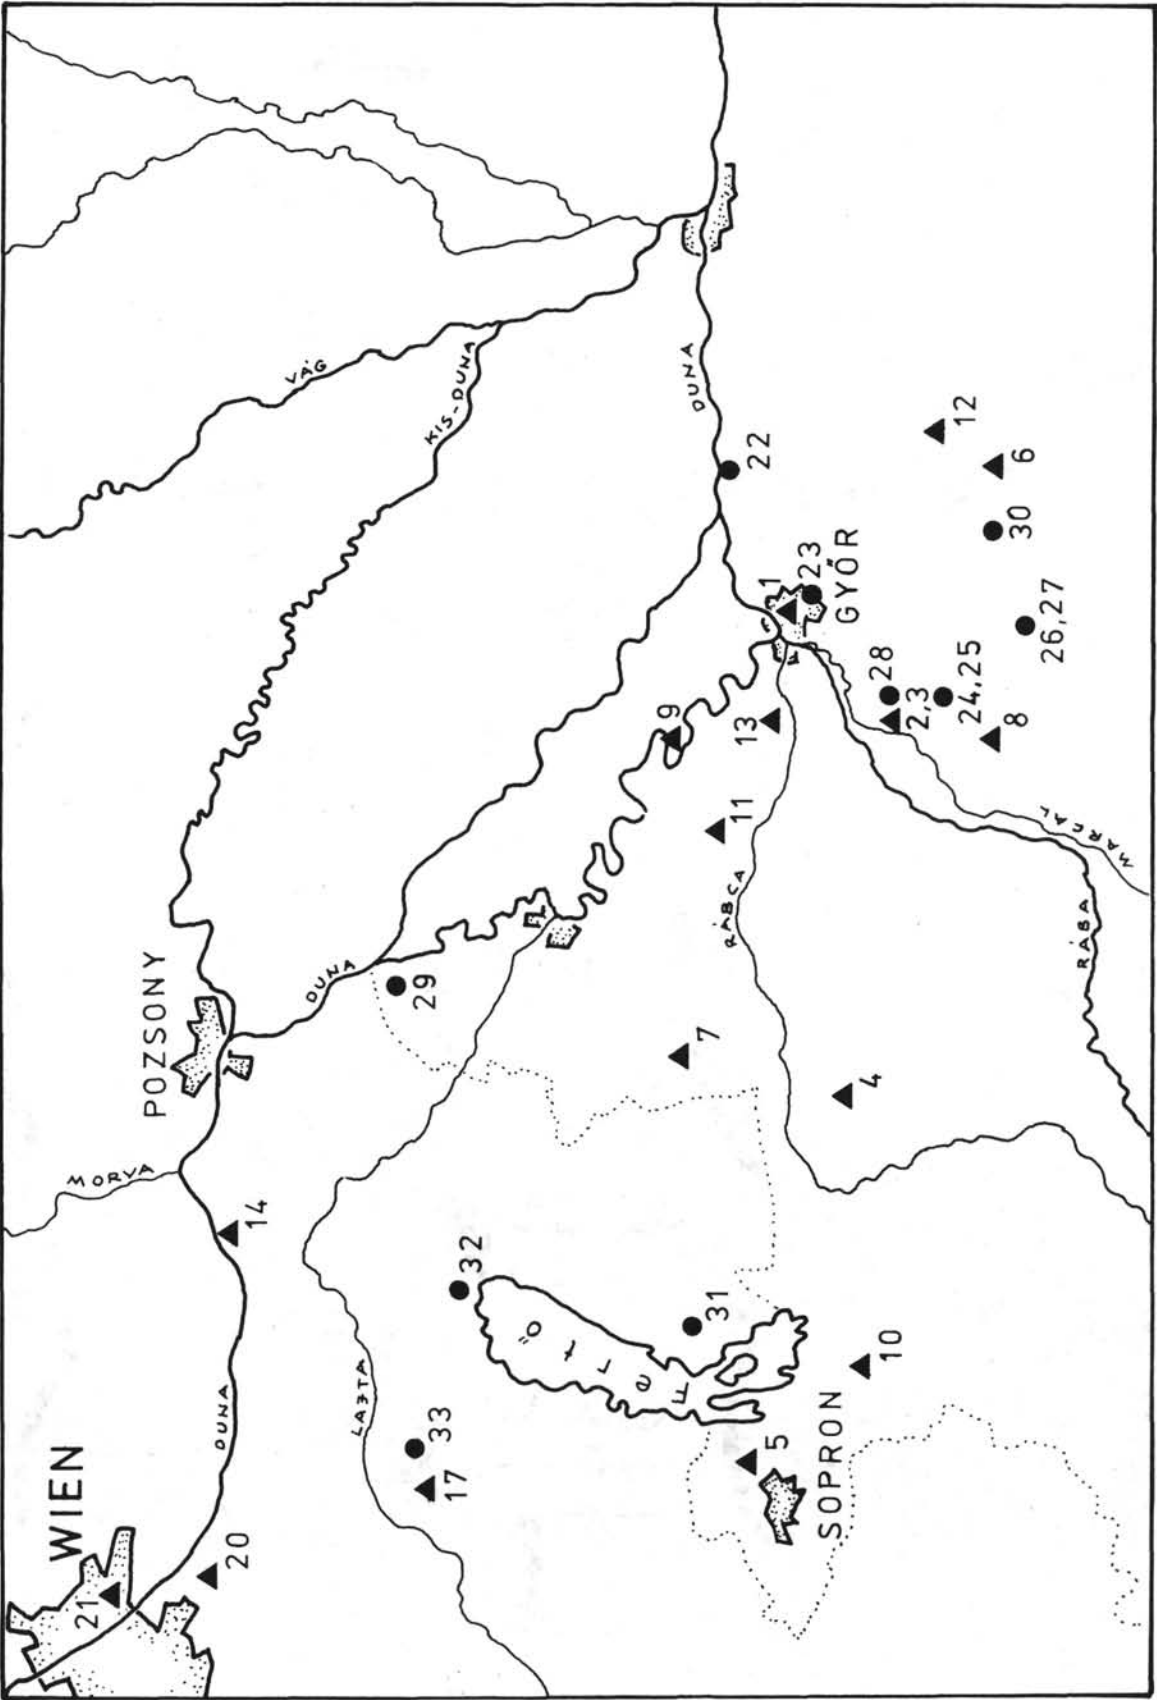 WIEN
21
MORVA
POZSONY
DUNA
20
14
VÁG
DUNA
LAJTA
29
33
KIS-DUNA
17
32
Fertő
9
DUNA
7
31
RÁBCA
11
13
22
1
5
23
SOPRON
GYŐR
4
28
10
2,3
12
24,25
8
30
6
26,27
RÁBA
MARCAL